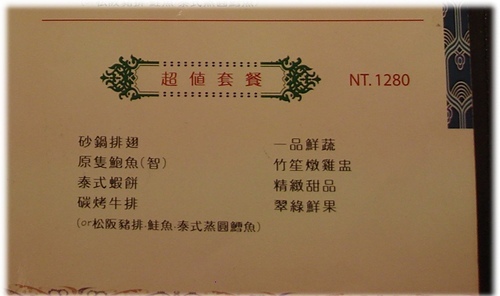 超值套餐 NT.1280
砂鍋排翅
原隻鮑魚(智)
泰式蝦餅
碳烤牛排
(or松阪豬排.鮭魚.泰式蒸圓鱈魚)
一品鮮蔬
竹笙燉雞盅
精緻甜品
翠綠鮮果